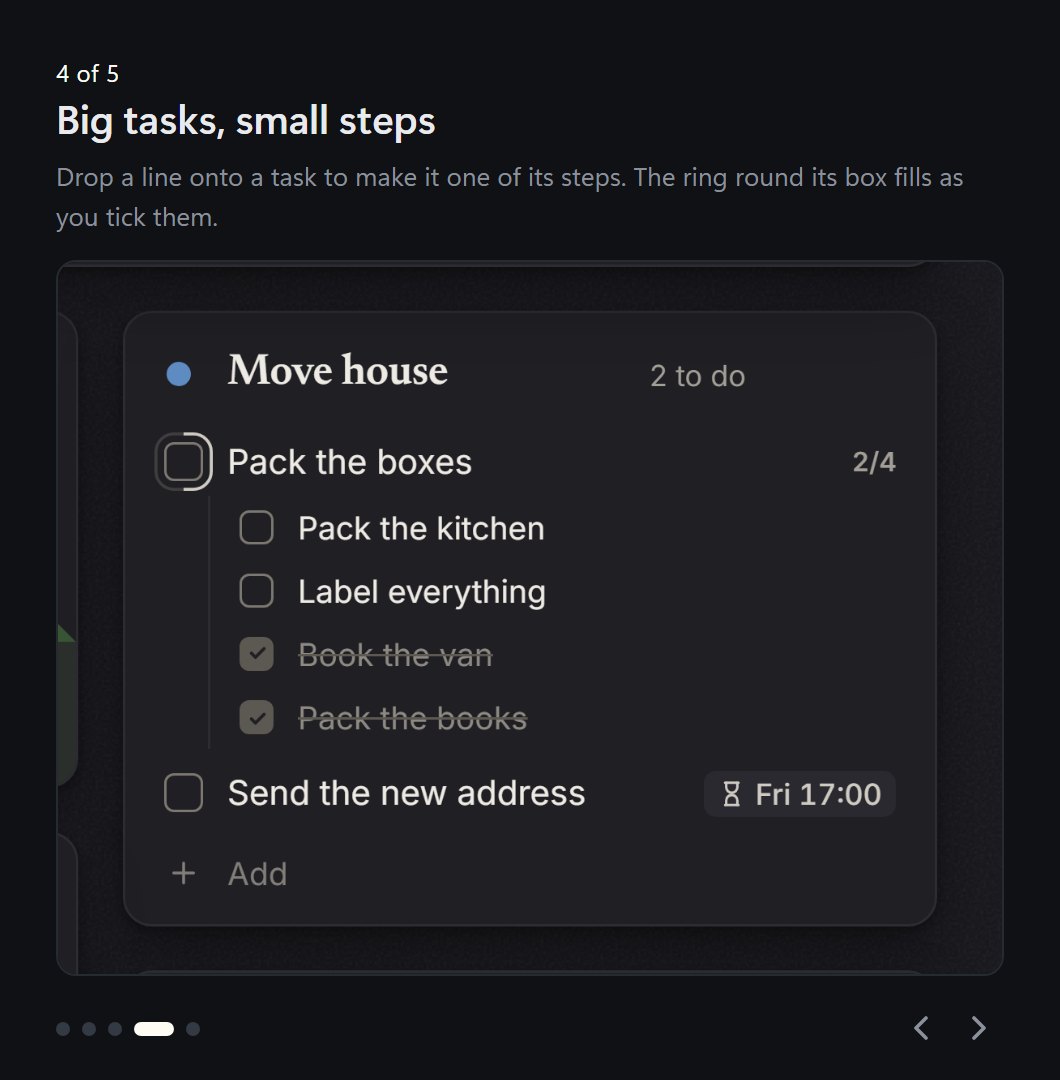 4 of 5
Big tasks, small steps
Drop a line onto a task to make it one of its steps. The ring round its box fills as
you tick them.
Move house
2 to do
Pack the boxes
2/4
Pack the kitchen
Label everything
Book the van
Pack the books
Send the new address
Fri 17:00
Add